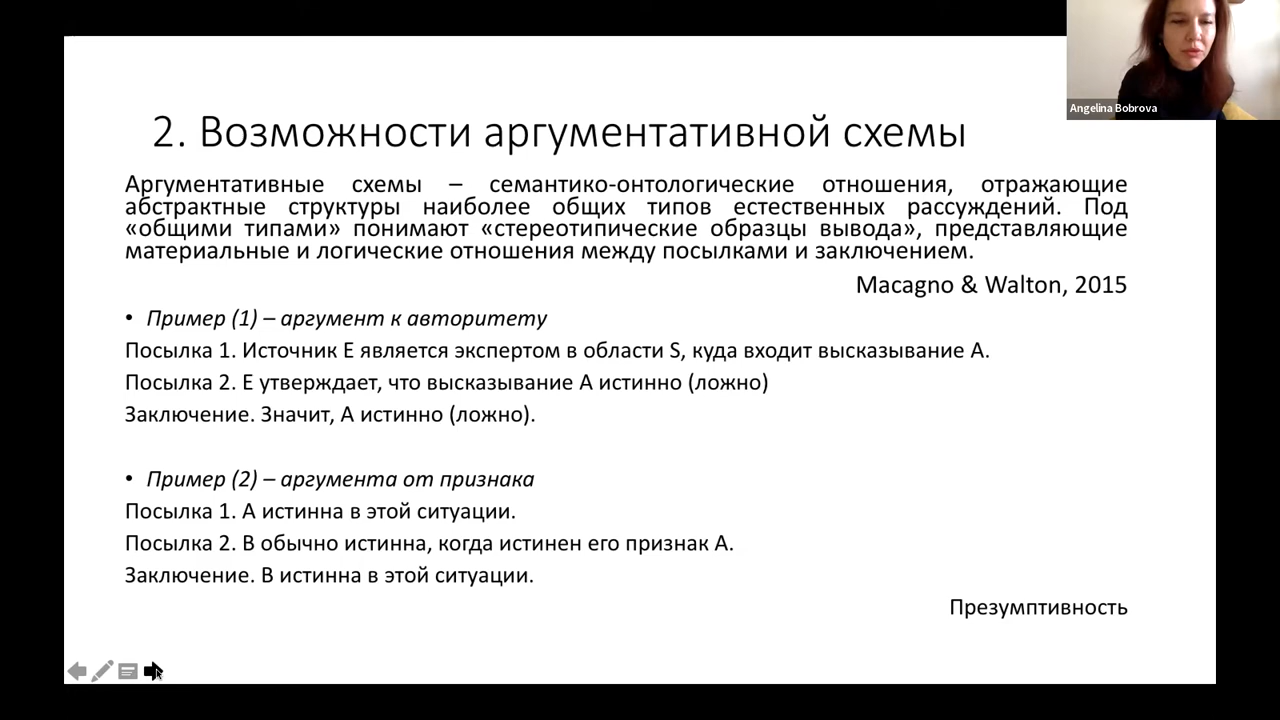 Angelina Bobrova
2. Возможности аргументативной схемы
Аргументативные схемы – семантико-онтологические отношения, отражающие
абстрактные структуры наиболее общих типов естественных рассуждений. Под
«общими типами» понимают «стереотипические образцы вывода», представляющие
материальные и логические отношения между посылками и заключением.
Macagno & Walton, 2015
• Пример (1) – аргумент к авторитету
Посылка 1. Источник Е является экспертом в области S, куда входит высказывание А.
Посылка 2. Е утверждает, что высказывание А истинно (ложно)
Заключение. Значит, А истинно (ложно).
• Пример (2) – аргумента от признака
Посылка 1. А истинна в этой ситуации.
Посылка 2. В обычно истинна, когда истинен его признак А.
Заключение. В истинна в этой ситуации.
Презумптивность